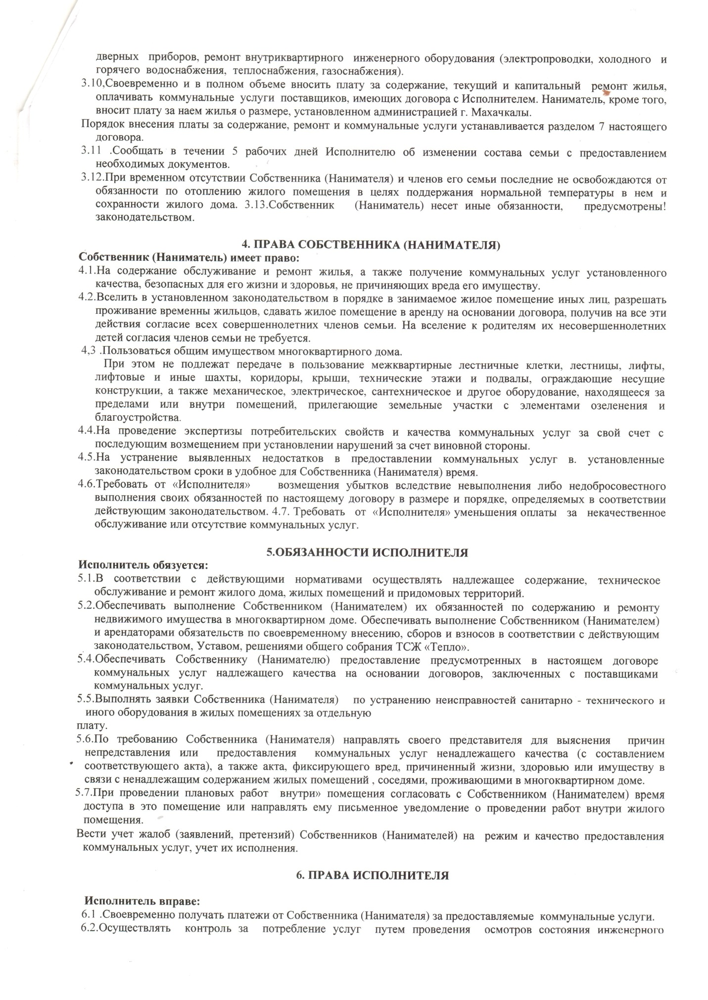 дверных приборов, ремонт внутриквартирного инженерного оборудования (электропроводки, холодного и
горячего водоснабжения, теплоснабжения, газоснабжения).
3.10,Своевременно и в полном объеме вносить плату за содержание, текущий и капитальный ремонт жилья,
оплачивать коммунальные услуги поставщиков, имеющих договора с Исполнителем. Наниматель, кроме того,
вносит плату за наем жилья о размере, установленном администрацией г. Махачкалы.
Порядок внесения платы за содержание, ремонт и коммунальные услуги устанавливается разделом 7 настоящего
договора.
3.11 .Сообщать в течении 5 рабочих дней Исполнителю об изменении состава семьи с предоставлением
необходимых документов.
3.12.При временном отсутствии Собственника (Нанимателя) и членов его семьи последние не освобождаются от
обязанности по отоплению жилого помещения в целях поддержания нормальной температуры в нем и
сохранности жилого дома. 3.13.Собственник (Наниматель) несет иные обязанности, предусмотрены!
законодательством.
4. ПРАВА СОБСТВЕННИКА (НАНИМАТЕЛЯ)
Собственник (Наниматель) имеет право:
4.1.На содержание обслуживание и ремонт жилья, а также получение коммунальных услуг установленного
качества, безопасных для его жизни и здоровья, не причиняющих вреда его имуществу.
4.2.Вселить в установленном законодательством в порядке в занимаемое жилое помещение иных лиц, разрешать
проживание временны жильцов, сдавать жилое помещение в аренду на основании договора, получив на все эти
действия согласие всех совершеннолетних членов семьи. На вселение к родителям их несовершеннолетних
детей согласия членов семьи не требуется.
4,3 .Пользоваться общим имуществом многоквартирного дома.
При этом не подлежат передаче в пользование межквартирные лестничные клетки, лестницы, лифты,
лифтовые и иные шахты, коридоры, крыши, технические этажи и подвалы, ограждающие несущие
конструкции, а также механическое, электрическое, сантехническое и другое оборудование, находящееся за
пределами или внутри помещений, прилегающие земельные участки с элементами озеленения и
благоустройства.
4.4.На проведение экспертизы потребительских свойств и качества коммунальных услуг за свой счет с
последующим возмещением при установлении нарушений за счет виновной стороны.
4.5.На устранение выявленных недостатков в предоставлении коммунальных услуг в. установленные
законодательством сроки в удобное для Собственника (Нанимателя) время.
4.6.Требовать от «Исполнителя» возмещения убытков вследствие невыполнения либо недобросовестного
выполнения своих обязанностей по настоящему договору в размере и порядке, определяемых в соответствии
действующим законодательством. 4.7. Требовать от «Исполнителя» уменьшения оплаты за некачественное
обслуживание или отсутствие коммунальных услуг.
5.ОБЯЗАННОСТИ ИСПОЛНИТЕЛЯ
Исполнитель обязуется:
5.1.В соответствии с действующими нормативами осуществлять надлежащее содержание, техническое
обслуживание и ремонт жилого дома, жилых помещений и придомовых территорий.
5.2.Обеспечивать выполнение Собственником (Нанимателем) их обязанностей по содержанию и ремонту
недвижимого имущества в многоквартирном доме. Обеспечивать выполнение Собственником (Нанимателем)
и арендаторами обязательств по своевременному внесению, сборов и взносов в соответствии с действующим
законодательством, Уставом, решениями общего собрания ТСЖ «Тепло».
5.4.Обеспечивать Собственнику (Нанимателю) предоставление предусмотренных в настоящем договоре
коммунальных услуг надлежащего качества на основании договоров, заключенных с поставщиками
коммунальных услуг.
5.5.Выполнять заявки Собственника (Нанимателя) по устранению неисправностей санитарно - технического и
иного оборудования в жилых помещениях за отдельную
плату.
5.6.По требованию Собственника (Нанимателя) направлять своего представителя для выяснения причин
непредставления или предоставления коммунальных услуг ненадлежащего качества (с составлением
соответствующего акта), а также акта, фиксирующего вред, причиненный жизни, здоровью или имуществу в
связи с ненадлежащим содержанием жилых помещений , соседями, проживающими в многоквартирном доме.
5.7.При проведении плановых работ внутри» помещения согласовать с Собственником (Нанимателем) время
доступа в это помещение или направлять ему письменное уведомление о проведении работ внутри жилого
помещения.
Вести учет жалоб (заявлений, претензий) Собственников (Нанимателей) на режим и качество предоставления
коммунальных услуг, учет их исполнения.
6. ПРАВА ИСПОЛНИТЕЛЯ
Исполнитель вправе:
6.1 .Своевременно получать платежи от Собственника (Нанимателя) за предоставляемые коммунальные услуги.
6.2.Осуществлять контроль за потребление услуг путем проведения осмотров состояния инженерного